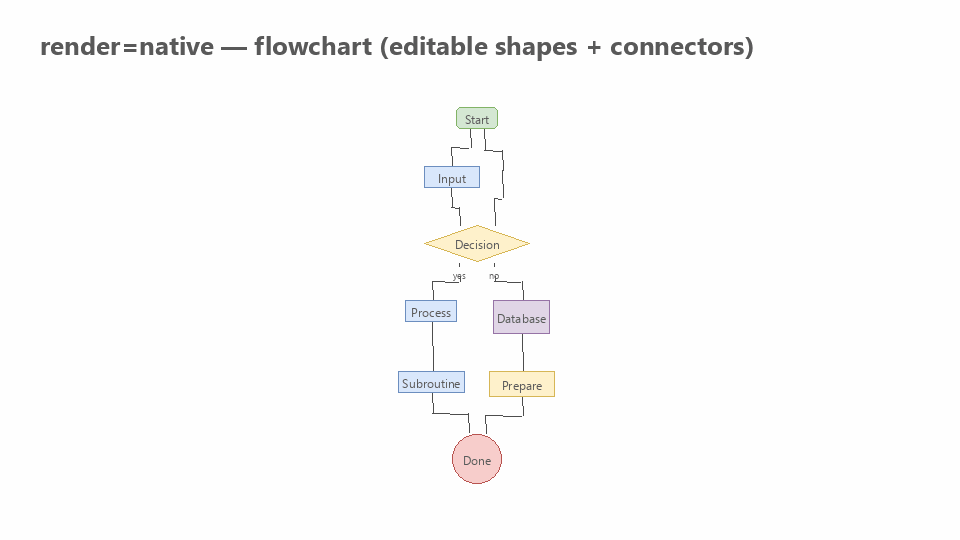 render=native — flowchart (editable shapes + connectors)
Start
Input
Decision
yes no
Process
Database
Subroutine
Prepare
Done